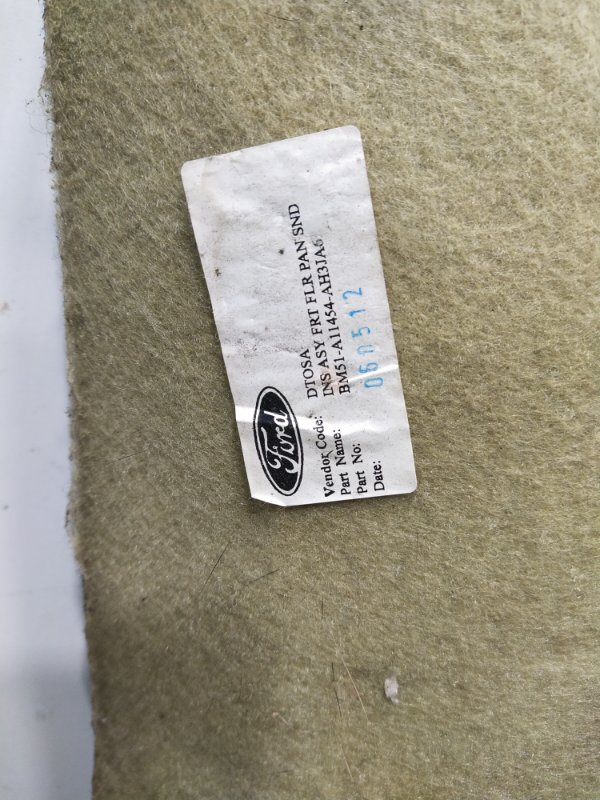 Ford
Vendor Code: DTOSA
Part Name: INS ASY FRT FLR PAN SND
Part No: BM51-A11454-AH3JA6
Date: 060512